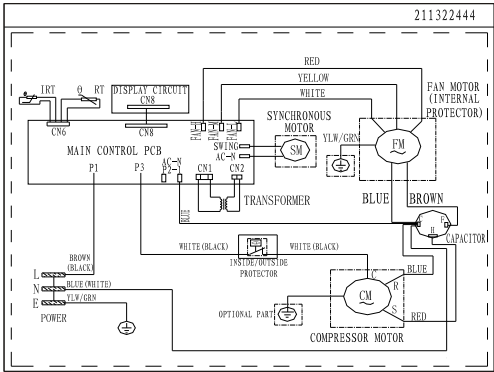 211322444
RED
YELLOW
WHITE
IRT
θ RT
DISPLAY CIRCUIT
CN8
CN6
CN8
FAN MOTOR
(INTERNAL
PROTECTOR)
SYNCHRONOUS
MOTOR
SWING
AC-N
SM
YLW/GRN
FM
MAIN CONTROL PCB
P1
P3
AC-N
P2-1
CN1
CN2
TRANSFORMER
BLUE
BLUE
BROWN
F
H
CAPACITOR
WHITE(BLACK)
WHITE(BLACK)
INSIDE/OUTSIDE
PROTECTOR
BROWN
(BLACK)
L
N
E
BLUE(WHITE)
YLW/GRN
POWER
OPTIONAL PART
C
R
S
CM
BLUE
RED
COMPRESSOR MOTOR